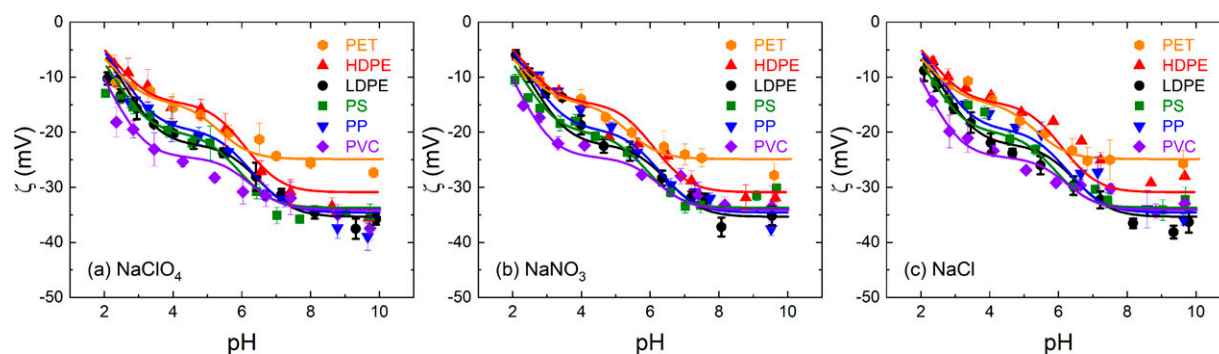 0
-10
-20
-30
-40
-50
ζ (mV)
PET
HDPE
LDPE
PS
PP
PVC
(a) NaClO₄
2 4 6 8 10
pH
0
-10
-20
-30
-40
-50
ζ (mV)
PET
HDPE
LDPE
PS
PP
PVC
(b) NaNO₃
2 4 6 8 10
pH
0
-10
-20
-30
-40
-50
ζ (mV)
PET
HDPE
LDPE
PS
PP
PVC
(c) NaCl
2 4 6 8 10
pH